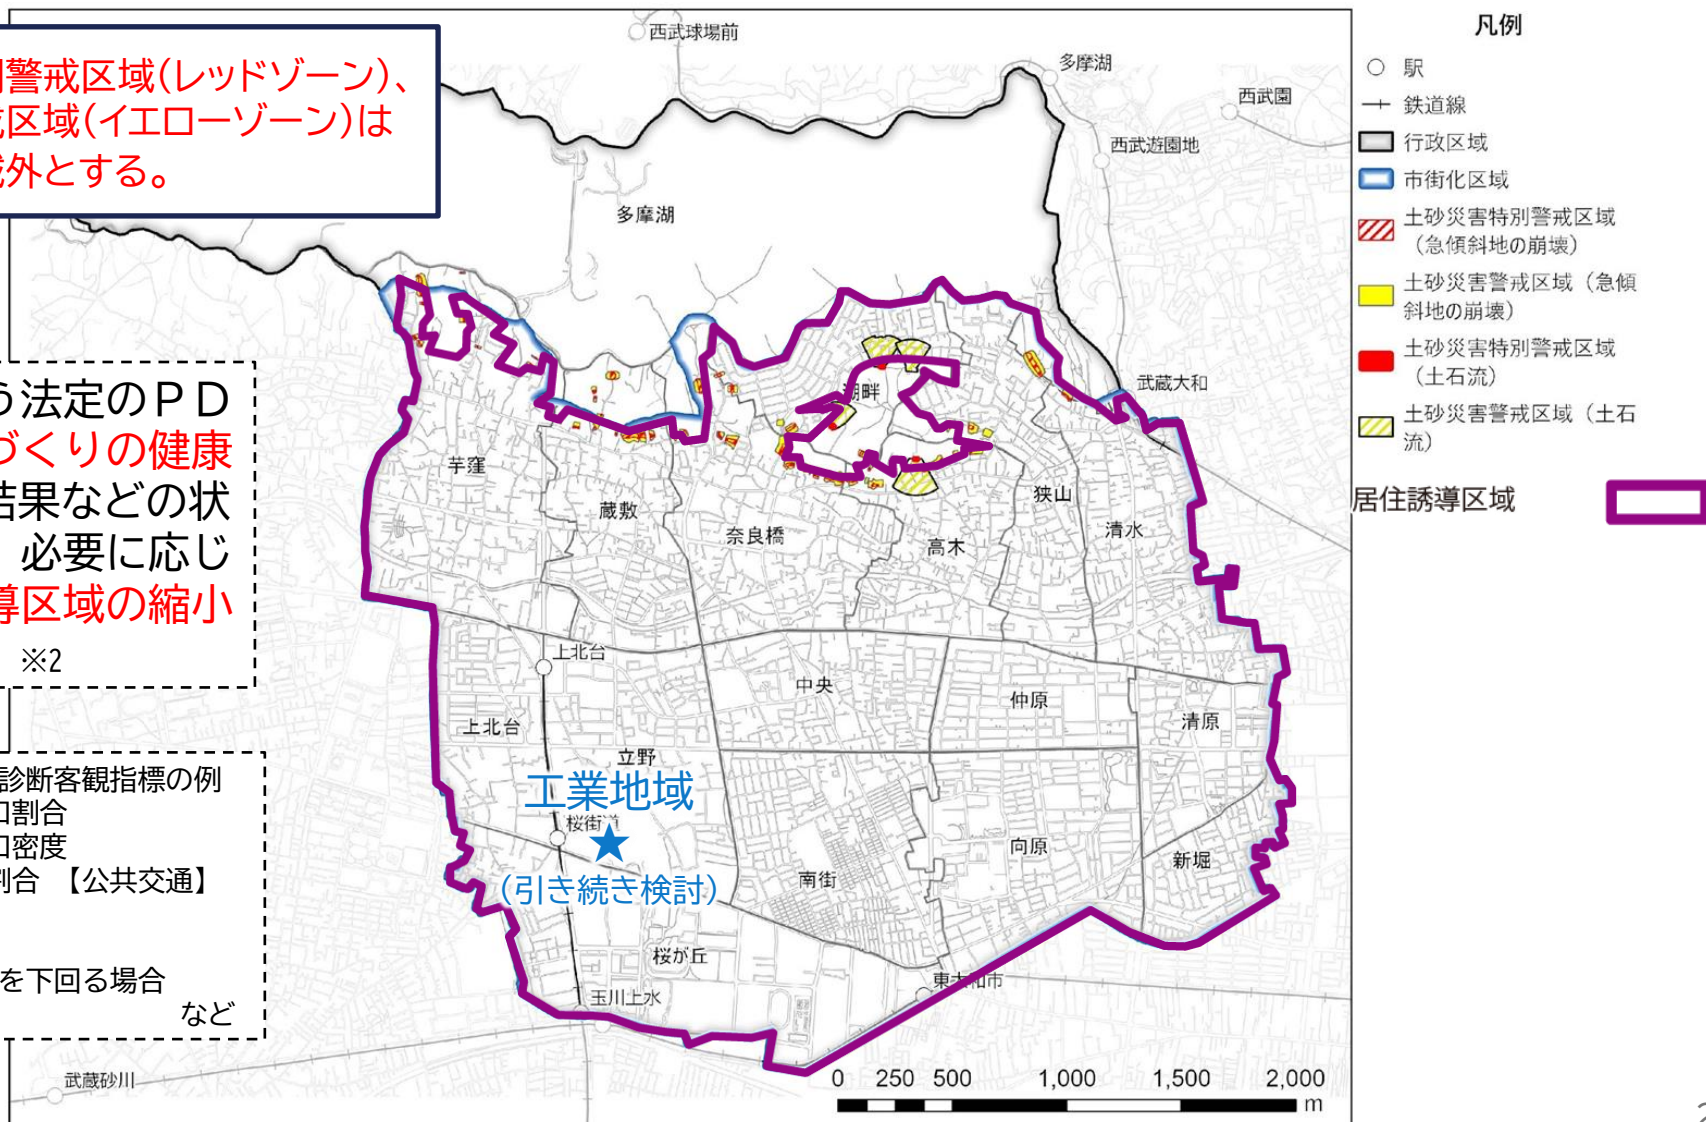 別警戒区域(レッドゾーン)、
戒区域(イエローゾーン)は
域外とする。
う法定のＰＤ
づくりの健康
結果などの状
、必要に応じ
導区域の縮小
※2
診断客観指標の例
口割合
口密度
割合 【公共交通】
を下回る場合
など
西武球場前
多摩湖
西武園
西武遊園地
多摩湖
武蔵大和
湖畔
芋窪
蔵敷
奈良橋
高木
狭山
清水
上北台
上北台
中央
仲原
清原
立野
工業地域
桜街道
(引き続き検討)
南街
向原
新堀
桜が丘
東大和市
玉川上水
武蔵砂川
0 250 500 1,000 1,500 2,000
m
凡例
駅
鉄道線
行政区域
市街化区域
土砂災害特別警戒区域
（急傾斜地の崩壊）
土砂災害警戒区域（急傾
斜地の崩壊）
土砂災害特別警戒区域
（土石流）
土砂災害警戒区域（土石
流）
居住誘導区域